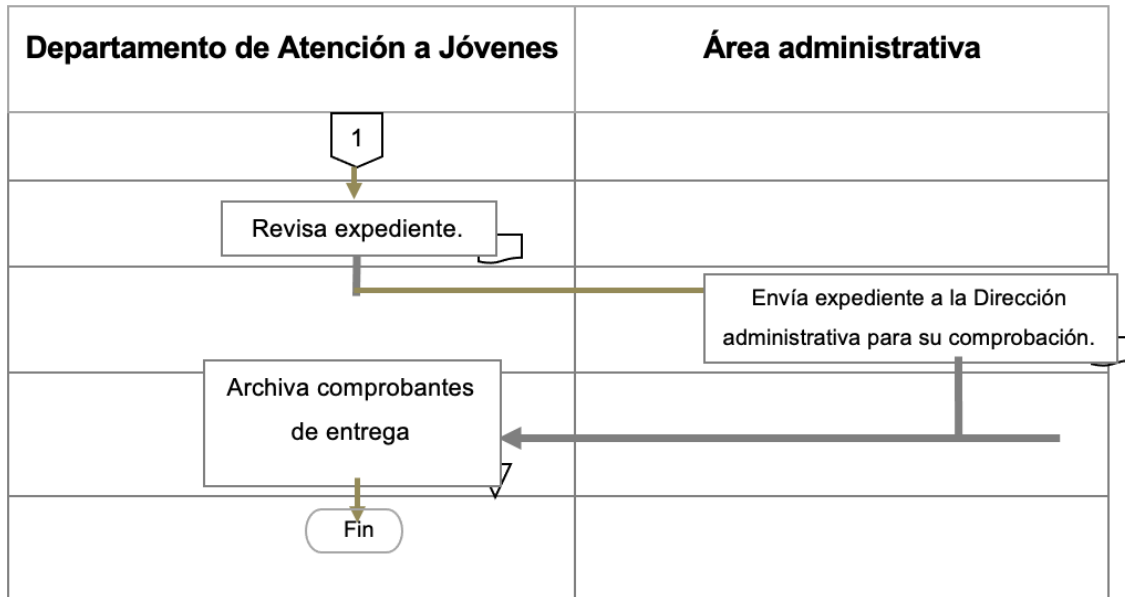 Departamento de Atención a Jóvenes
Área administrativa
1
Revisa expediente.
Envía expediente a la Dirección
administrativa para su comprobación.
Archiva comprobantes
de entrega
Fin